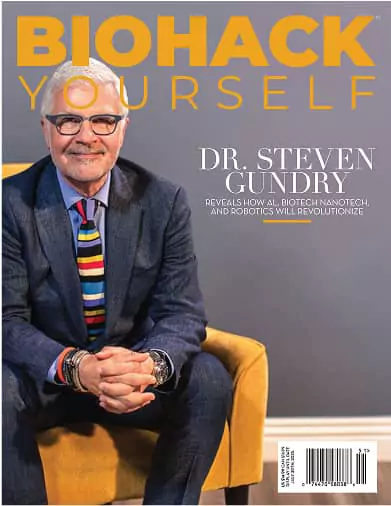 BIOHACK
YOURSELF
DR. STEVEN
GUNDRY
REVEALS HOW AI, BIOTECH NANOTECH,
AND ROBOTICS WILL REVOLUTIONIZE